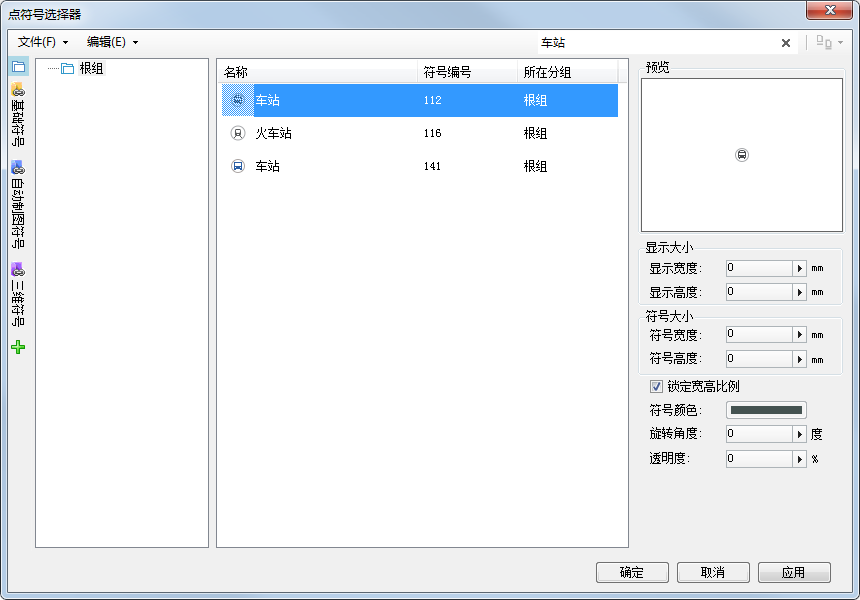 点符号选择器
文件(F) 编辑(E) 车站
基础符号
自动制图符号
三维符号
根组
名称 符号编号 所在分组
车站 112 根组
火车站 116 根组
车站 141 根组
预览
显示大小
显示宽度: 0 mm
显示高度: 0 mm
符号大小
符号宽度: 0 mm
符号高度: 0 mm
锁定宽高比例
符号颜色:
旋转角度: 0 度
透明度: 0 %
确定 取消 应用